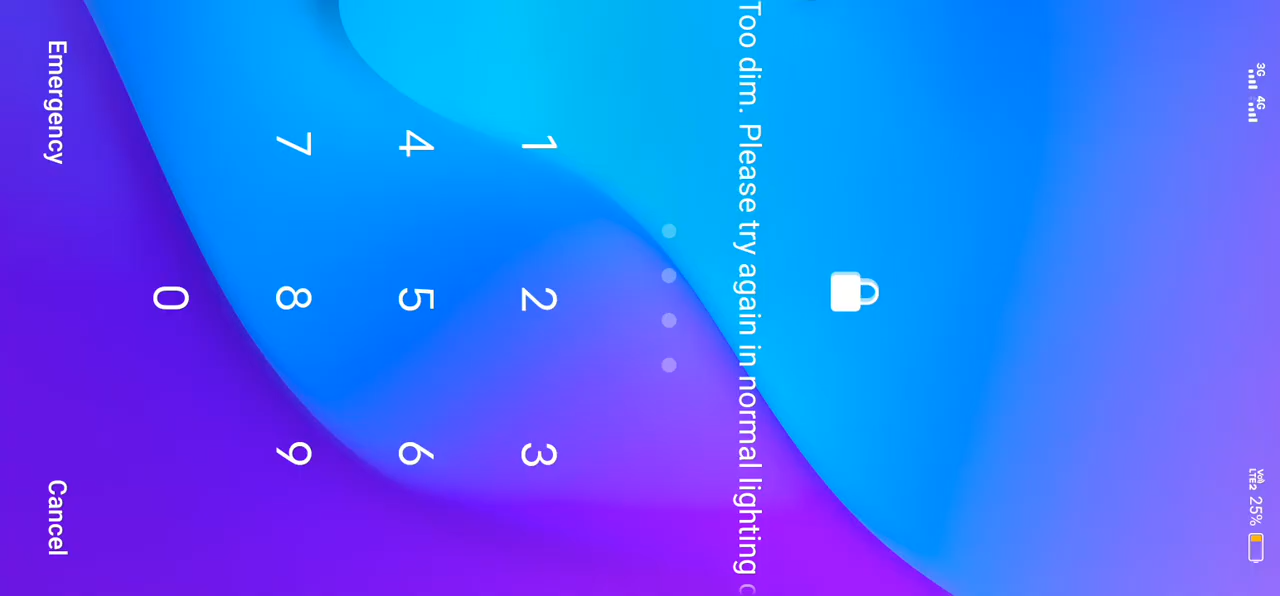 3G 4G VoLTE2 25%
Too dim. Please try again in normal lighting
1 2 3
4 5 6
7 8 9
0
Emergency Cancel